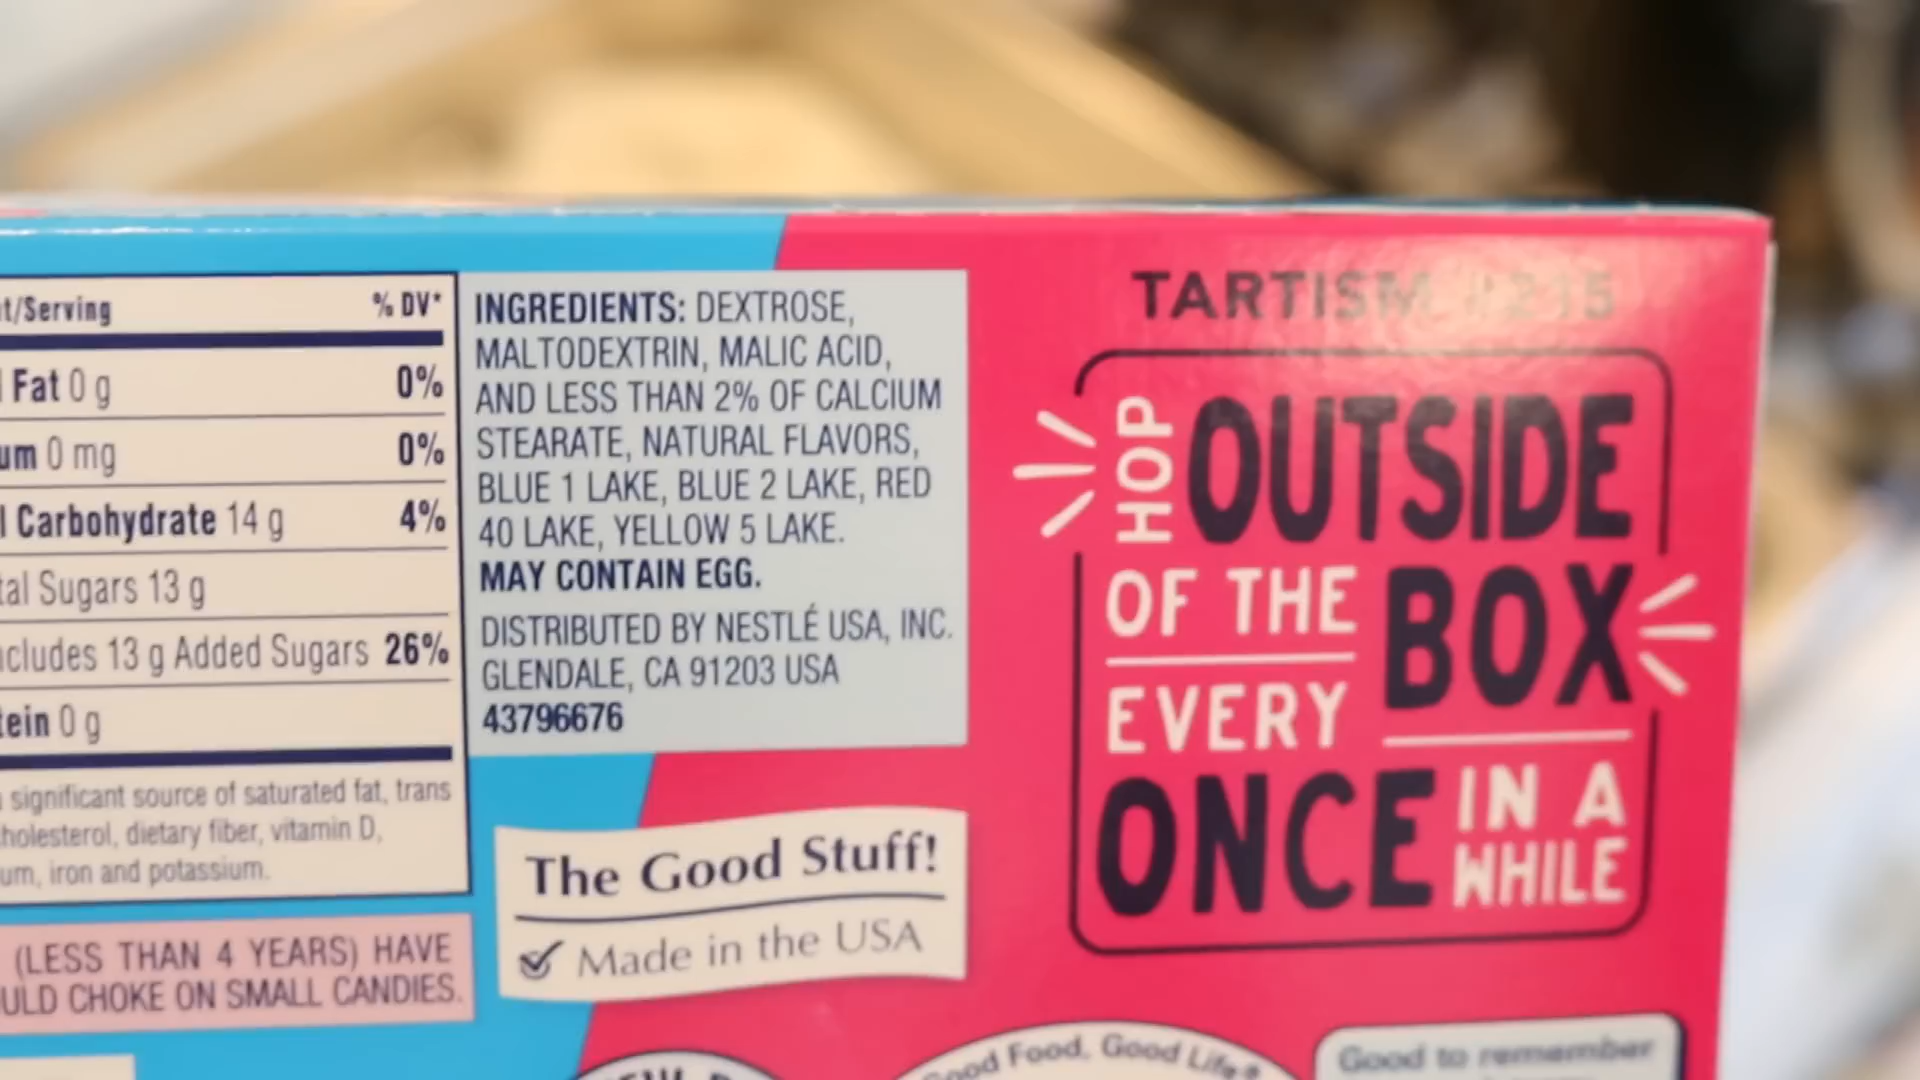 t/Serving % DV*
Fat 0 g 0%
um 0 mg 0%
l Carbohydrate 14 g 4%
tal Sugars 13 g
ncludes 13 g Added Sugars 26%
tein 0 g
significant source of saturated fat, trans
holesterol, dietary fiber, vitamin D,
um, iron and potassium.
(LESS THAN 4 YEARS) HAVE
ULD CHOKE ON SMALL CANDIES.
INGREDIENTS: DEXTROSE,
MALTODEXTRIN, MALIC ACID,
AND LESS THAN 2% OF CALCIUM
STEARATE, NATURAL FLAVORS,
BLUE 1 LAKE, BLUE 2 LAKE, RED
40 LAKE, YELLOW 5 LAKE.
MAY CONTAIN EGG.
DISTRIBUTED BY NESTLÉ USA, INC.
GLENDALE, CA 91203 USA
43796676
The Good Stuff!
Made in the USA
TARTISM #215
HOP OUTSIDE
OF THE BOX
EVERY
ONCE IN A
WHILE
Good Food, Good Life®
Good to remember